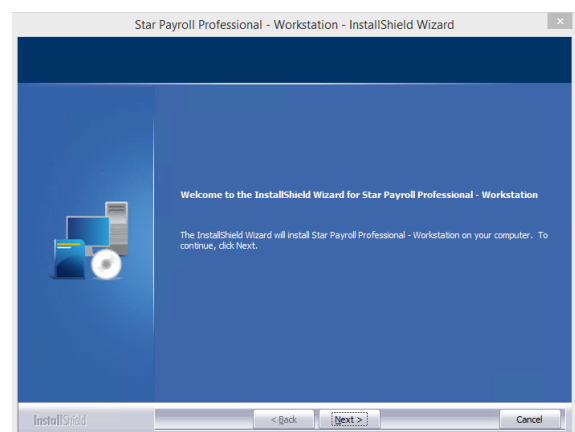 Star Payroll Professional - Workstation - InstallShield Wizard
Welcome to the InstallShield Wizard for Star Payroll Professional - Workstation
The InstallShield Wizard will install Star Payroll Professional - Workstation on your computer. To
continue, click Next.
InstallShield
< Back Next > Cancel